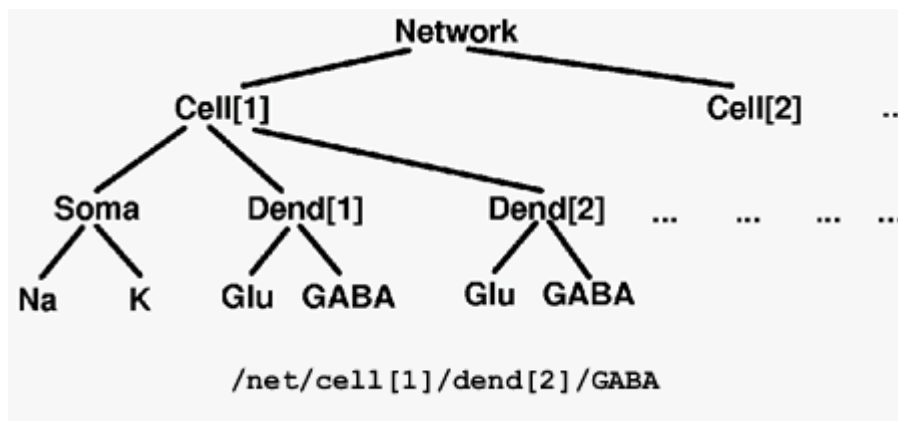 Network
Cell[1] Cell[2] ..
Soma Dend[1] Dend[2] ... ... ... ...
Na K Glu GABA Glu GABA
/net/cell[1]/dend[2]/GABA